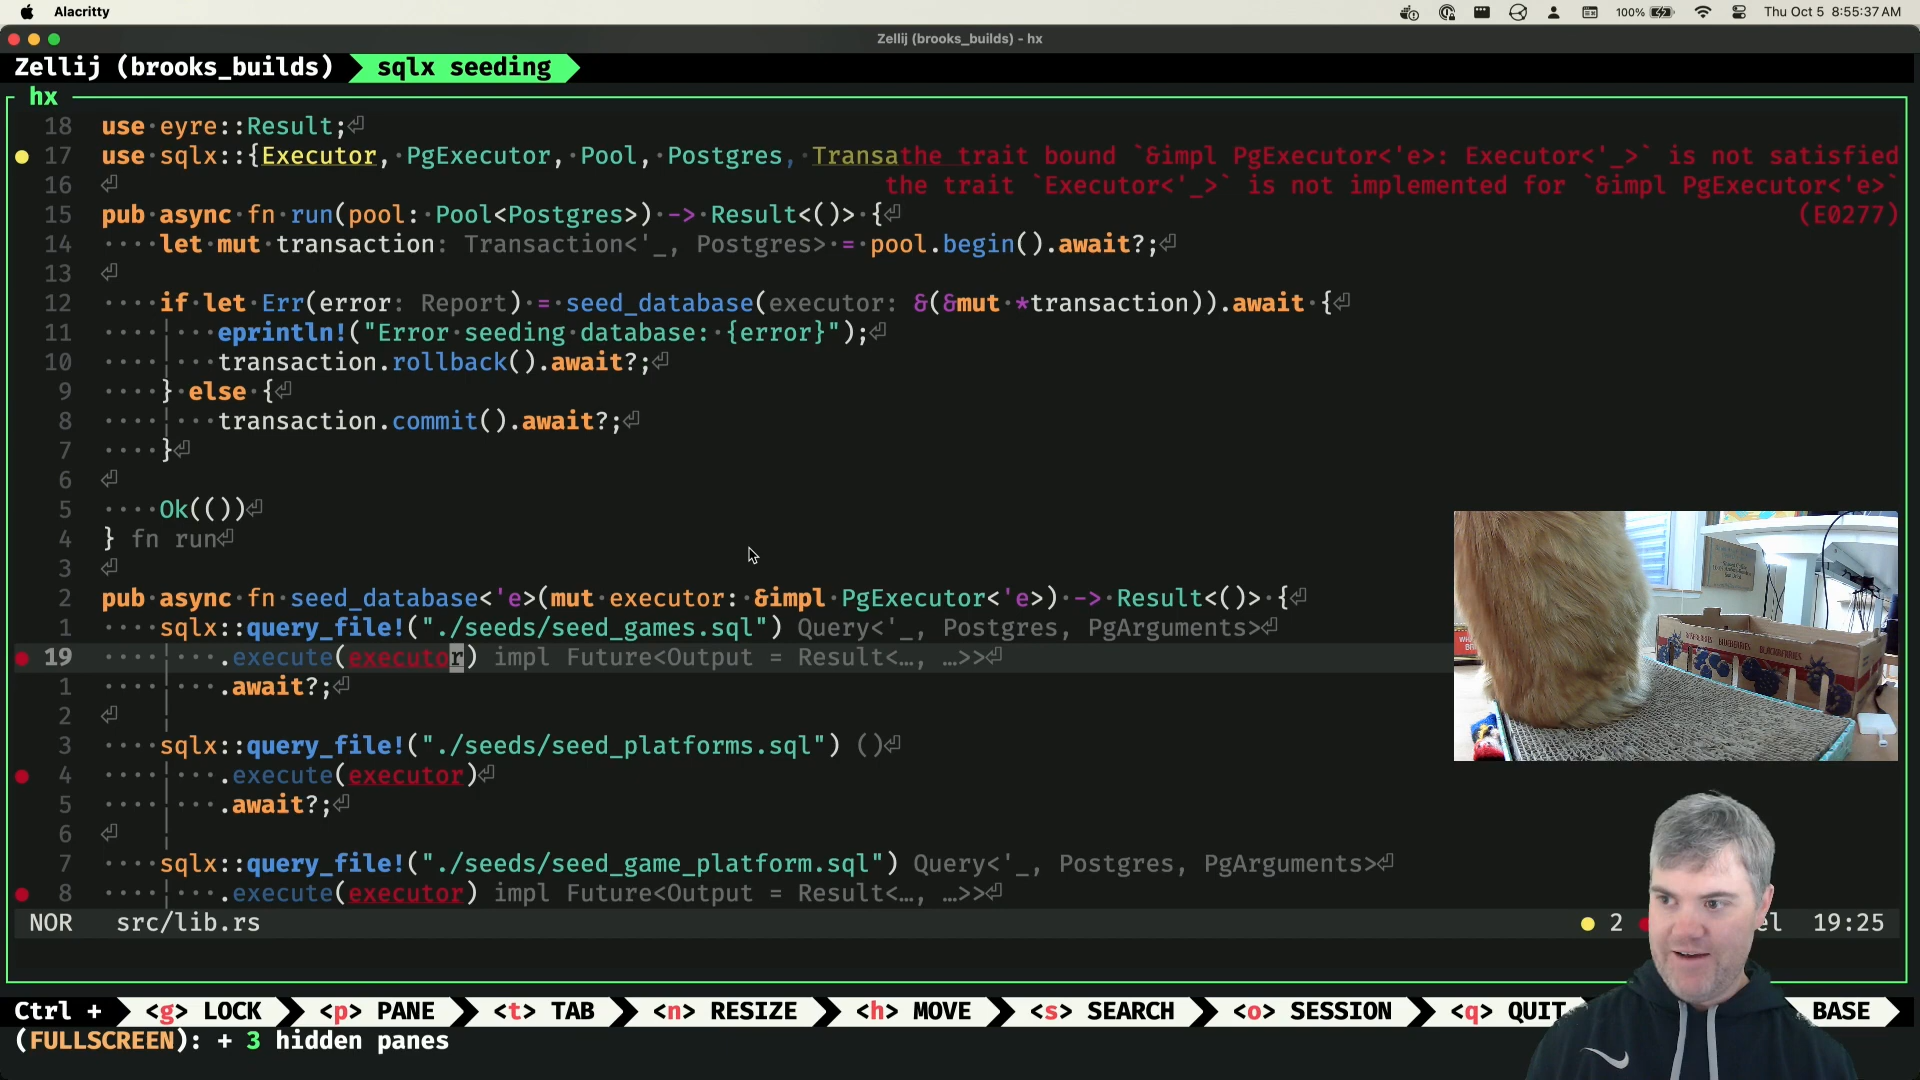 Alacritty
100%
Thu Oct 5 8:55:37 AM
Zellij (brooks_builds) - hx
Zellij (brooks_builds) sqlx seeding
hx
18 use·eyre::Result;⏎
17 use·sqlx::{Executor,·PgExecutor,·Pool,·Postgres,·Transa
the trait bound `&impl PgExecutor<'e>: Executor<'_>` is not satisfied
16 ⏎
the trait `Executor<'_>` is not implemented for `&impl PgExecutor<'e>`
15 pub·async·fn·run(pool:·Pool<Postgres>)·->·Result<()>·{⏎
(E0277)
14 ····let·mut·transaction: Transaction<'_, Postgres>·=·pool.begin().await?;⏎
13 ⏎
12 ····if·let·Err(error: Report)·=·seed_database(executor: &(&mut·*transaction)).await·{⏎
11 ········eprintln!("Error·seeding·database:·{error}");⏎
10 ········transaction.rollback().await?;⏎
9 ····}·else·{⏎
8 ········transaction.commit().await?;⏎
7 ····}⏎
6 ⏎
5 ····Ok(())⏎
4 } fn run⏎
3 ⏎
2 pub·async·fn·seed_database<'e>(mut·executor:·&impl·PgExecutor<'e>)·->·Result<()>·{⏎
1 ····sqlx::query_file!("./seeds/seed_games.sql") Query<'_, Postgres, PgArguments>⏎
19 ········.execute(executor) impl Future<Output = Result<…, …>>⏎
1 ········.await?;⏎
2 ⏎
3 ····sqlx::query_file!("./seeds/seed_platforms.sql") ()⏎
4 ········.execute(executor)⏎
5 ········.await?;⏎
6 ⏎
7 ····sqlx::query_file!("./seeds/seed_game_platform.sql") Query<'_, Postgres, PgArguments>⏎
8 ········.execute(executor) impl Future<Output = Result<…, …>>⏎
NOR src/lib.rs ● 2 ● el 19:25
Ctrl + <g> LOCK <p> PANE <t> TAB <n> RESIZE <h> MOVE <s> SEARCH <o> SESSION <q> QUIT BASE
(FULLSCREEN): + 3 hidden panes